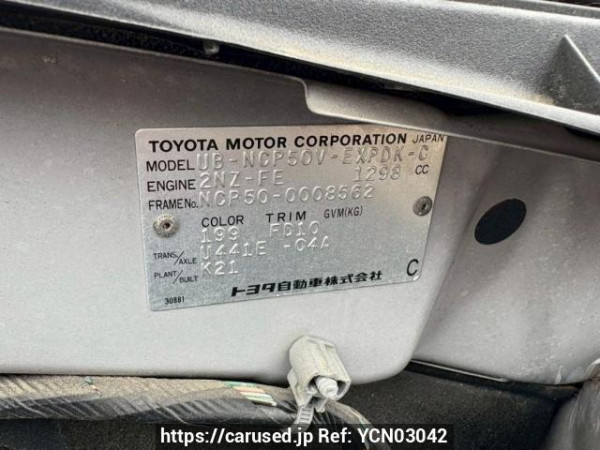 TOYOTA MOTOR CORPORATION JAPAN
MODEL UB-NCP50V-EXPDK-C
ENGINE 2NZ-FE 1298 CC
FRAME No. NCP50-0008562
COLOR TRIM GVM(KG)
199 FD10
TRANS/AXLE U441E -04A
PLANT/BUILT K21
トヨタ自動車株式会社 C
30881
https://carused.jp Ref: YCN03042